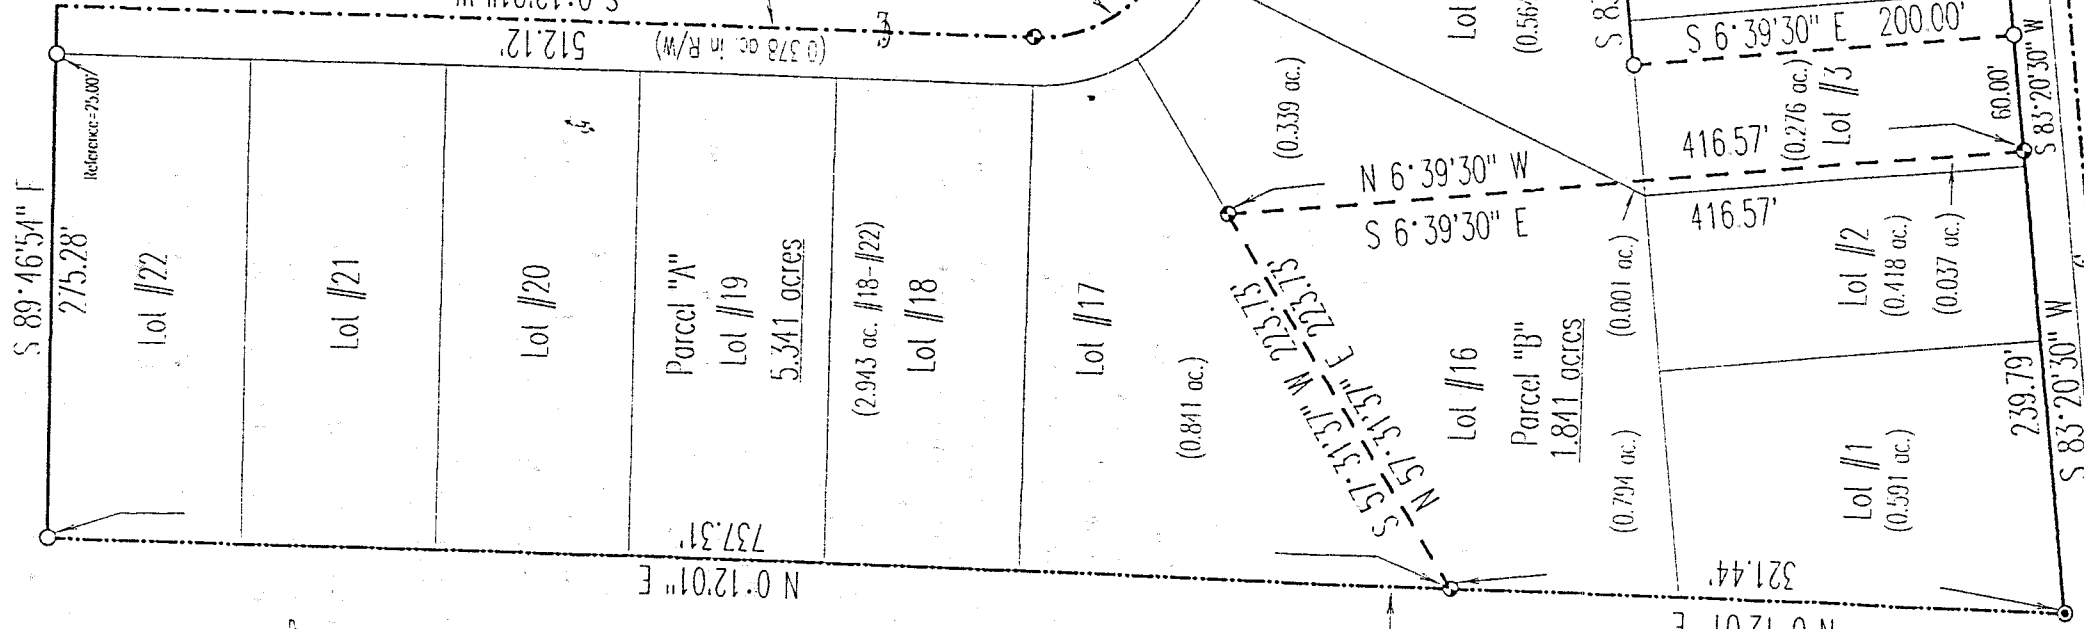 S 89°46'54" E
275.28'
Reference=25.00'
512.12'
(0.378 ac. in R/W)
Lot #22
Lot #21
Lot #20
Parcel "A"
Lot #19
5.341 acres
(2.943 ac. #18-#22)
Lot #18
Lot #17
(0.841 ac.)
N 0°12'01" E
737.31'
S 57°31'37" W 223.73'
N 57°31'37" E 223.73'
(0.339 ac.)
N 6°39'30" W
S 6°39'30" E
416.57'
416.57'
Lot #16
Parcel "B"
1.841 acres
(0.001 ac.)
(0.794 ac.)
Lot #1
(0.591 ac.)
Lot #2
(0.418 ac.)
(0.037 ac.)
(0.276 ac.)
Lot #3
S 6°39'30" E 200.00'
60.00'
S 83°20'30" W
239.79'
S 83°20'30" W
321.44'
N 0°12'01" E
Lot